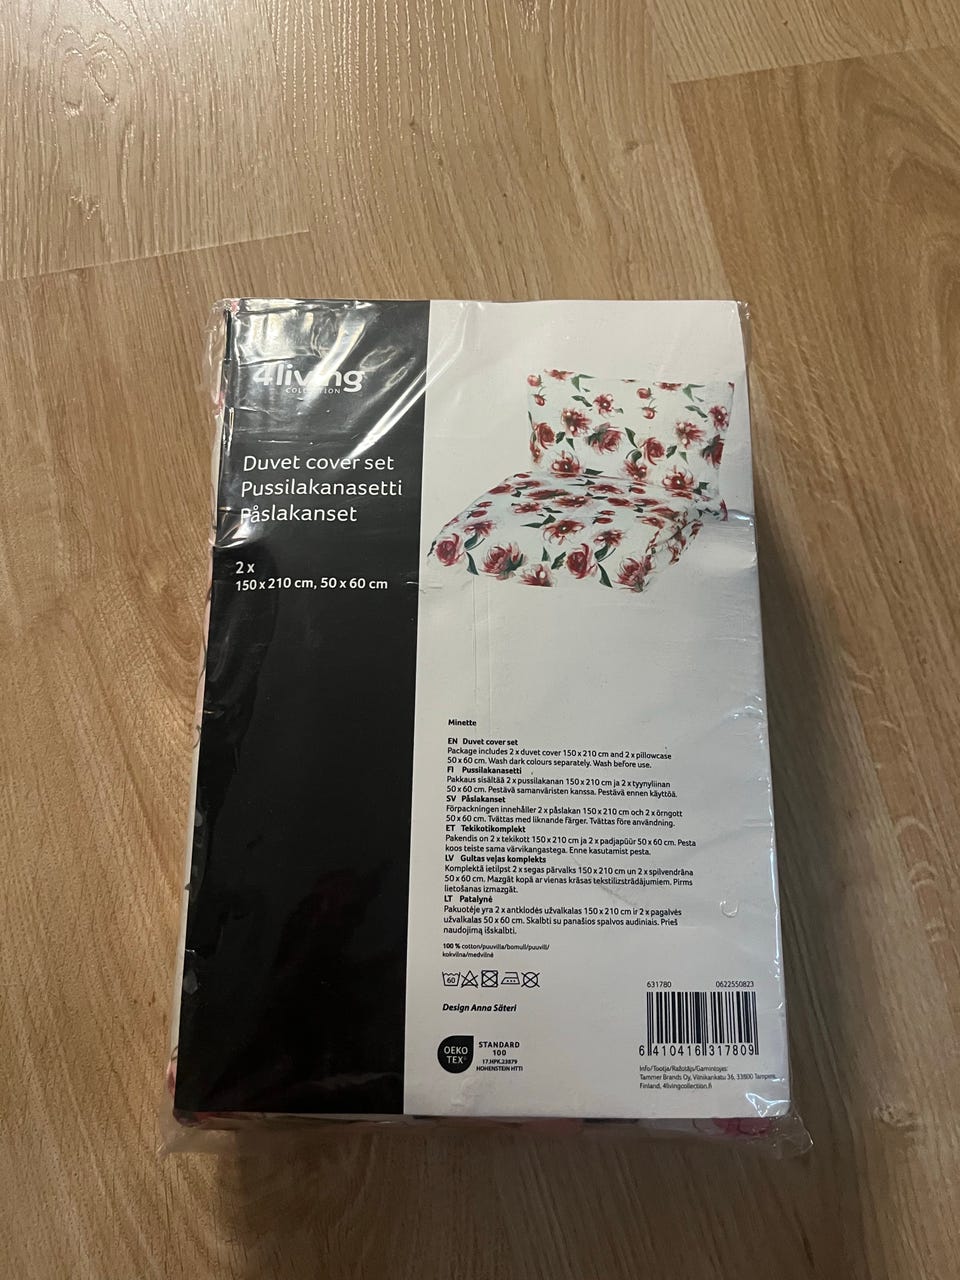 4living
COLLECTION
Duvet cover set
Pussilakanasetti
Påslakanset
2 x
150 x 210 cm, 50 x 60 cm
Minette
EN Duvet cover set
Package includes 2 x duvet cover 150 x 210 cm and 2 x pillowcase
50 x 60 cm. Wash dark colours separately. Wash before use.
FI Pussilakanasetti
Pakkaus sisältää 2 x pussilakanan 150 x 210 cm ja 2 x tyynyliinan
50 x 60 cm. Pestävä samanväristen kanssa. Pestävä ennen käyttöä.
SV Påslakanset
Förpackningen innehåller 2 x påslakan 150 x 210 cm och 2 x örngott
50 x 60 cm. Tvättas med liknande färger. Tvättas före användning.
ET Tekikotikomplekt
Pakendis on 2 x tekikott 150 x 210 cm ja 2 x padjapüür 50 x 60 cm. Pesta
koos teiste sama värvikangastega. Enne kasutamist pesta.
LV Gultas veļas komplekts
Komplektā ietilpst 2 x segas pārvalks 150 x 210 cm un 2 x spilvendrāna
50 x 60 cm. Mazgāt kopā ar vienas krāsas tekstilizstrādājumiem. Pirms
lietošanas izmazgāt.
LT Patalynė
Pakuotėje yra 2 x antklodės užvalkalas 150 x 210 cm ir 2 x pagalvės
užvalkalas 50 x 60 cm. Skalbti su panašios spalvos audiniais. Prieš
naudojimą išskalbti.
100 % cotton/puuvilla/bomull/puuvill/
kokvilna/medvilnė
60
Design Anna Säteri
OEKO
TEX®
STANDARD
100
17.HPK.23879
HOHENSTEIN HTTI
631780 0622550823
6 410416 317809
Info/Tootja/Ražotājs/Gamintojas:
Tammer Brands Oy, Viinikankatu 36, 33800 Tampere,
Finland, 4livingcollection.fi